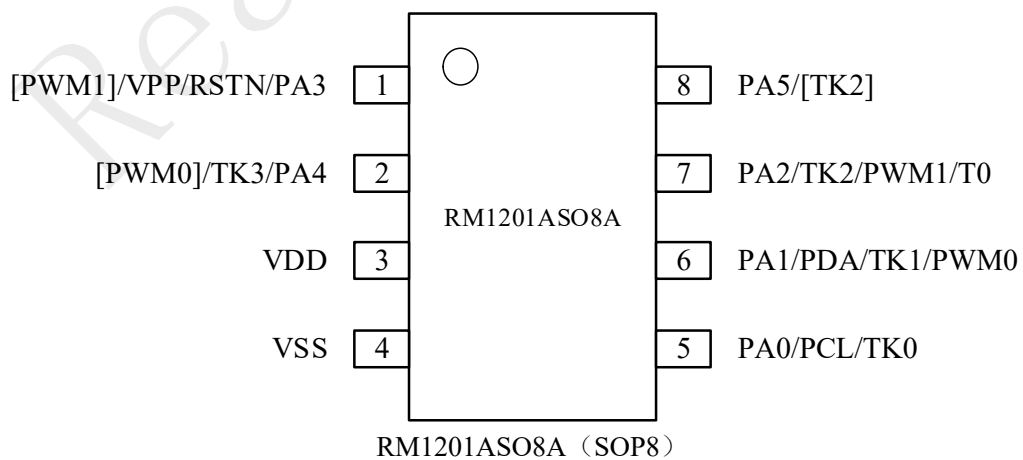 [PWM1]/VPP/RSTN/PA3 1 8 PA5/[TK2]
[PWM0]/TK3/PA4 2 7 PA2/TK2/PWM1/T0
RM1201ASO8A
VDD 3 6 PA1/PDA/TK1/PWM0
VSS 4 5 PA0/PCL/TK0
RM1201ASO8A（SOP8）